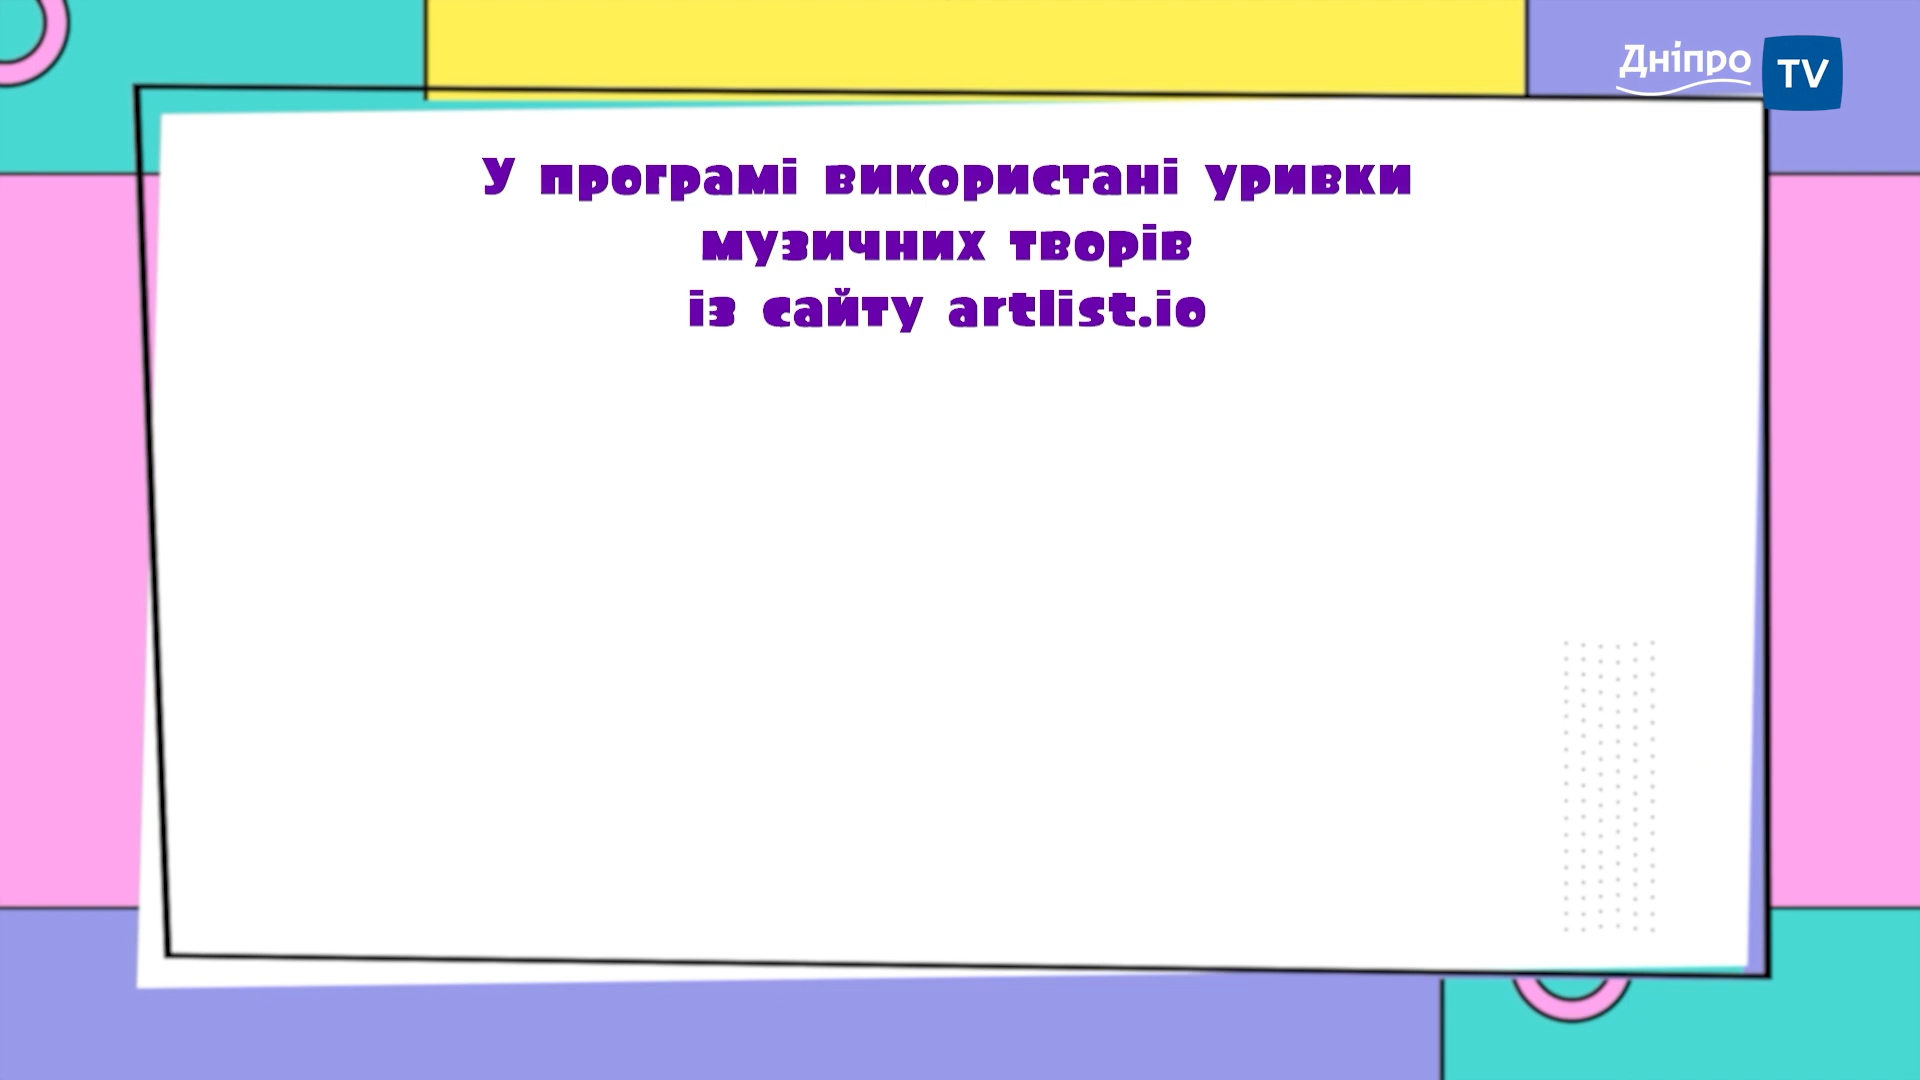 Дніпро TV
У програмі використані уривки
музичних творів
із сайту artlist.io